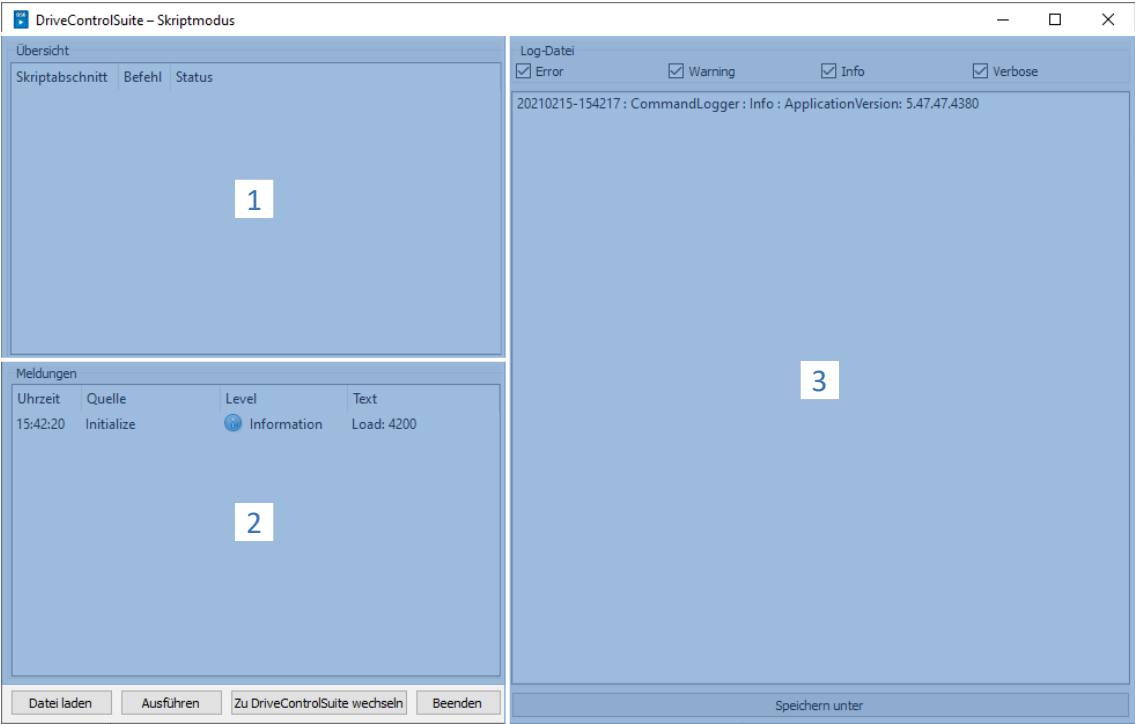 DriveControlSuite – Skriptmodus
Übersicht
Skriptabschnitt Befehl Status
1
Meldungen
Uhrzeit Quelle Level Text
15:42:20 Initialize Information Load: 4200
2
Datei laden Ausführen Zu DriveControlSuite wechseln Beenden
Log-Datei
Error Warning Info Verbose
20210215-154217 : CommandLogger : Info : ApplicationVersion: 5.47.47.4380
3
Speichern unter